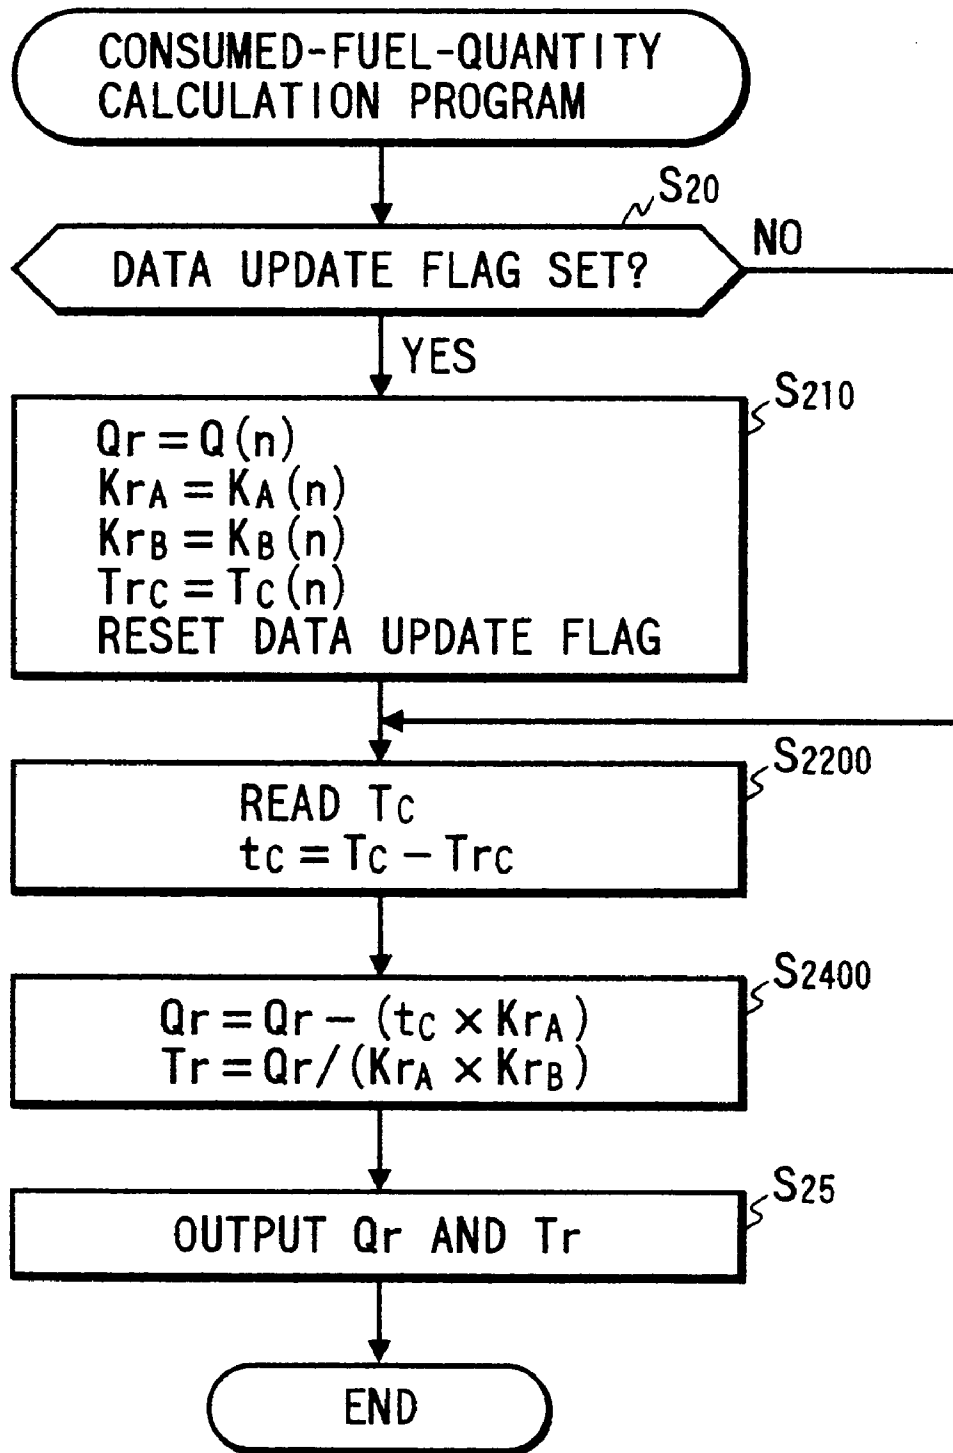 CONSUMED-FUEL-QUANTITY
CALCULATION PROGRAM
S20
DATA UPDATE FLAG SET?
NO
YES
S210
Qr = Q(n)
KrA = KA(n)
KrB = KB(n)
TrC = TC(n)
RESET DATA UPDATE FLAG
S2200
READ TC
tC = TC - TrC
S2400
Qr = Qr - (tC × KrA)
Tr = Qr/(KrA × KrB)
S25
OUTPUT Qr AND Tr
END